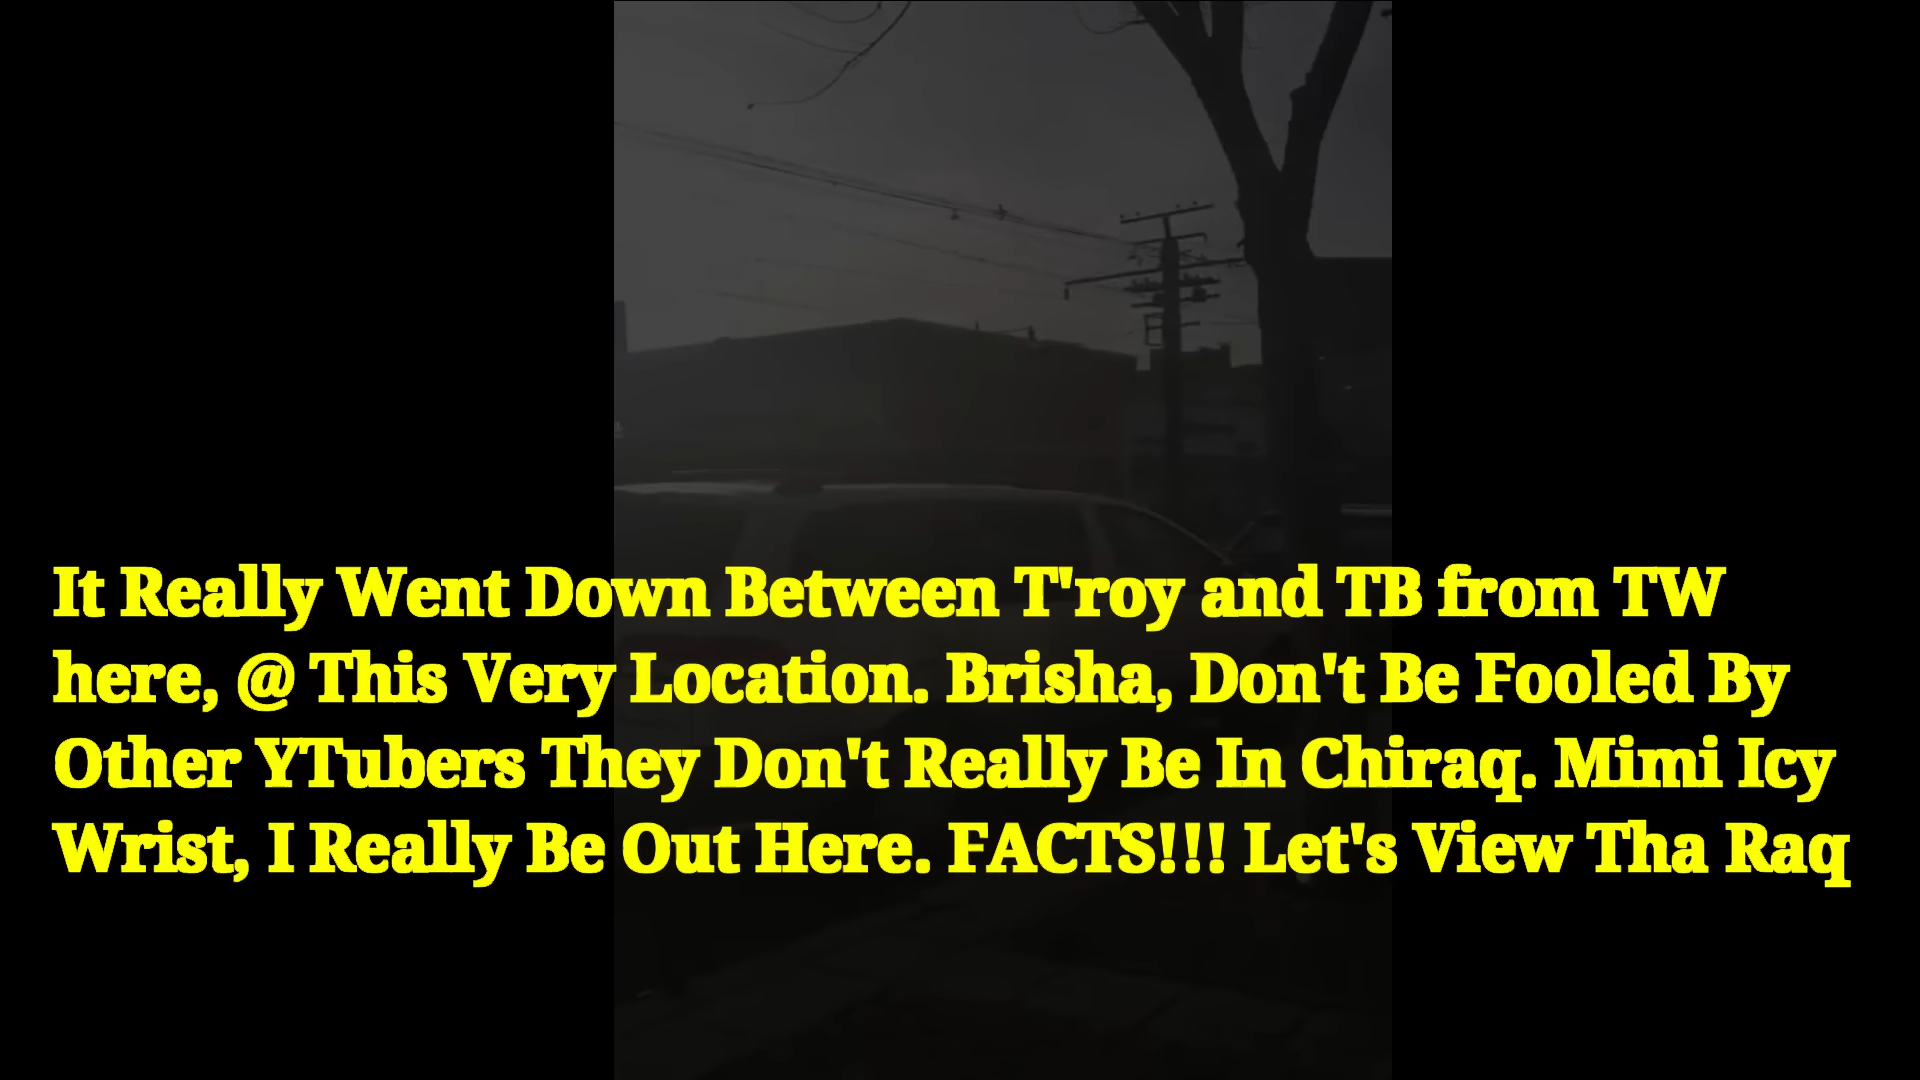 It Really Went Down Between T'roy and TB from TW
here, @ This Very Location. Brisha, Don't Be Fooled By
Other YTubers They Don't Really Be In Chiraq. Mimi Icy
Wrist, I Really Be Out Here. FACTS!!! Let's View Tha Raq